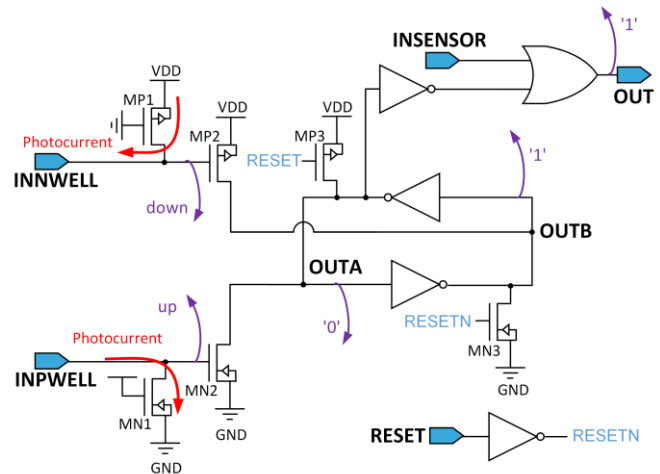 '1'
INSENSOR
OUT
VDD
MP1
VDD
MP2
VDD
MP3
Photocurrent
INNWELL
RESET
'1'
down
OUTB
OUTA
up
'0'
RESETN
Photocurrent
INPWELL
MN2
MN3
MN1
GND
GND
GND
RESET
RESETN